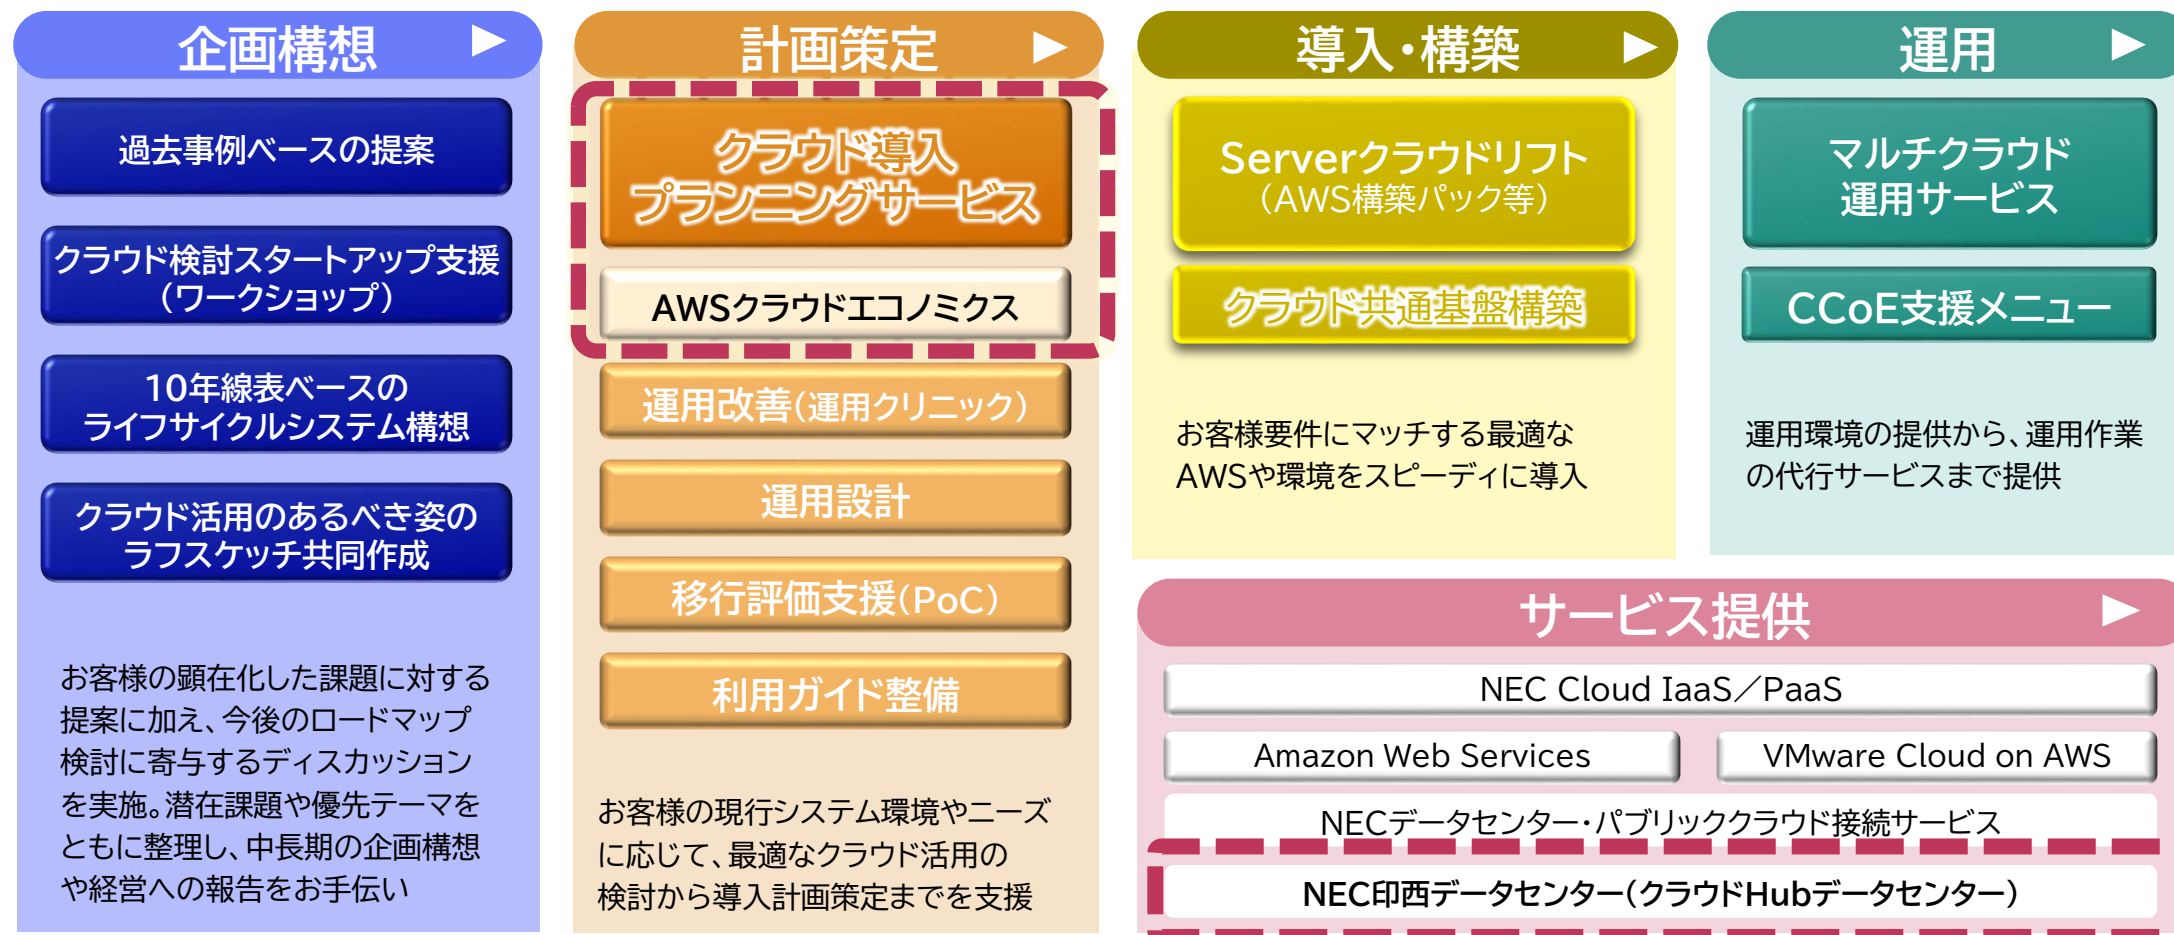 企画構想
過去事例ベースの提案
クラウド検討スタートアップ支援
（ワークショップ）
10年線表ベースの
ライフサイクルシステム構想
クラウド活用のあるべき姿の
ラフスケッチ共同作成
お客様の顕在化した課題に対する
提案に加え、今後のロードマップ
検討に寄与するディスカッション
を実施。潜在課題や優先テーマを
ともに整理し、中長期の企画構想
や経営への報告をお手伝い
計画策定
クラウド導入
プランニングサービス
AWSクラウドエコノミクス
運用改善（運用クリニック）
運用設計
移行評価支援（PoC）
利用ガイド整備
お客様の現行システム環境やニーズ
に応じて、最適なクラウド活用の
検討から導入計画策定までを支援
導入・構築
Serverクラウドリフト
（AWS構築パック等）
クラウド共通基盤構築
お客様要件にマッチする最適な
AWSや環境をスピーディに導入
運用
マルチクラウド
運用サービス
CCoE支援メニュー
運用環境の提供から、運用作業
の代行サービスまで提供
サービス提供
NEC Cloud IaaS／PaaS
Amazon Web Services
VMware Cloud on AWS
NECデータセンター・パブリッククラウド接続サービス
NEC印西データセンター（クラウドHubデータセンター）